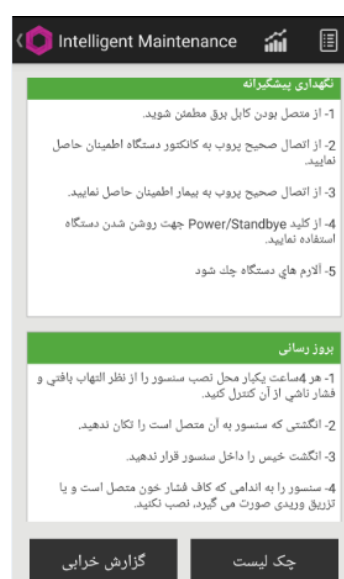 Intelligent Maintenance
نگهداری پیشگیرانه
1- از متصل بودن کابل برق مطمئن شوید.
2- از اتصال صحیح پروب به کانکتور دستگاه اطمینان حاصل
نمایید.
3- از اتصال صحیح پروب به بیمار اطمینان حاصل نمایید.
4- از کلید Power/Standbye جهت روشن شدن دستگاه
استفاده نمایید.
5- آلارم هاي دستگاه چك شود
بروز رسانی
1- هر 4ساعت یکبار محل نصب سنسور را از نظر التهاب بافتی و
فشار ناشی از آن کنترل کنید.
2- انگشتی که سنسور به آن متصل است را تکان ندهید.
3- انگشت خیس را داخل سنسور قرار ندهید.
4- سنسور را به اندامی که کاف فشار خون متصل است و یا
تزریق وریدی صورت می گیرد، نصب نکنید.
گزارش خرابی
چک لیست